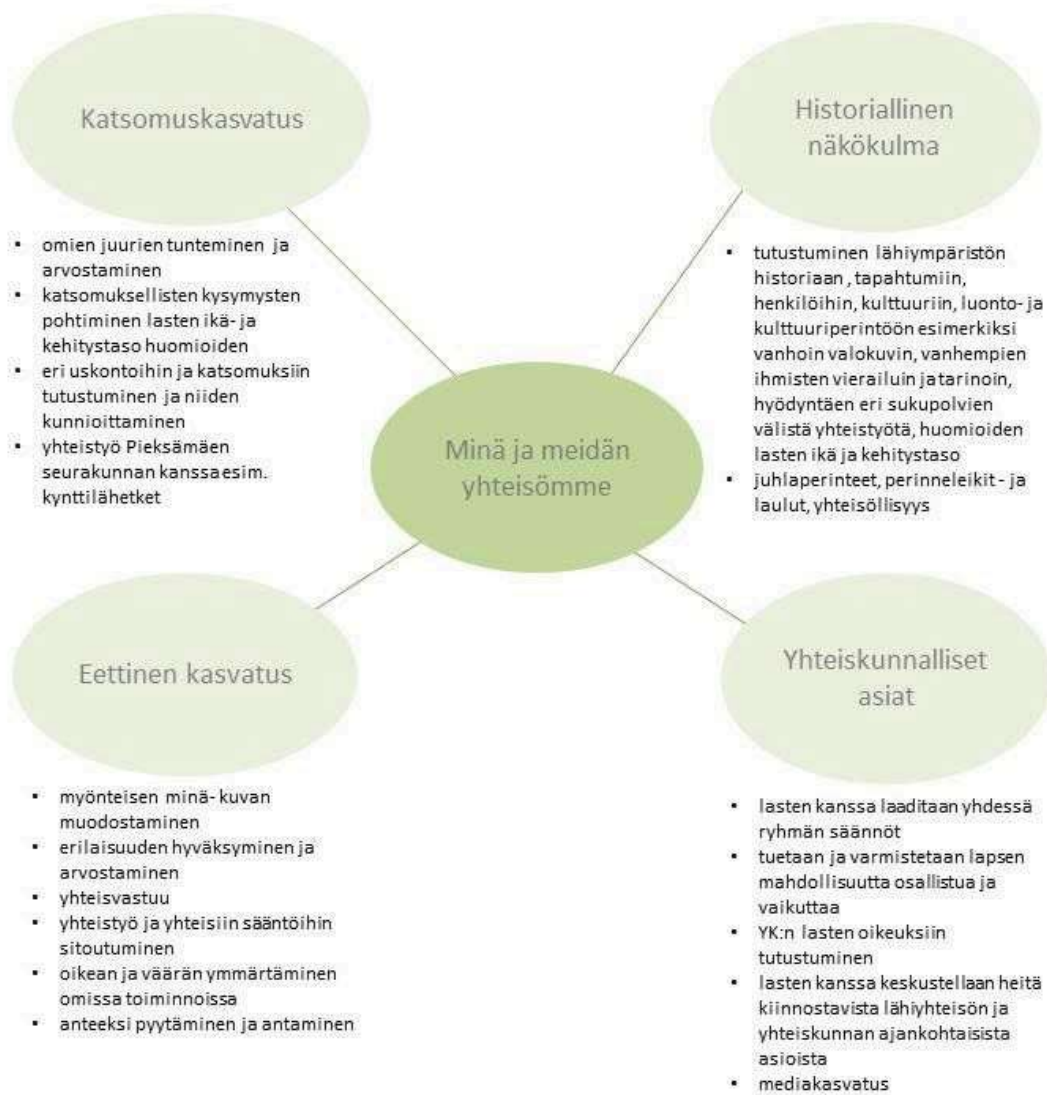 Katsomuskasvatus
▪ omien juurien tunteminen ja
arvostaminen
▪ katsomuksellisten kysymysten
pohtiminen lasten ikä- ja
kehitystaso huomioiden
▪ eri uskontoihin ja katsomuksiin
tutustuminen ja niiden
kunnioittaminen
▪ yhteistyö Pieksämäen
seurakunnan kanssa esim.
kynttilähetket
Historiallinen
näkökulma
▪ tutustuminen lähiympäristön
historiaan , tapahtumiin,
henkilöihin, kulttuuriin, luonto- ja
kulttuuriperintöön esimerkiksi
vanhoin valokuvin, vanhempien
ihmisten vierailuin ja tarinoin,
hyödyntäen eri sukupolvien
välistä yhteistyötä, huomioiden
lasten ikä ja kehitystaso
▪ juhlaperinteet, perinneleikit - ja
laulut, yhteisöllisyys
Minä ja meidän
yhteisömme
Eettinen kasvatus
▪ myönteisen minä- kuvan
muodostaminen
▪ erilaisuuden hyväksyminen ja
arvostaminen
▪ yhteisvastuu
▪ yhteistyö ja yhteisiin sääntöihin
sitoutuminen
▪ oikean ja väärän ymmärtäminen
omissa toiminnoissa
▪ anteeksi pyytäminen ja antaminen
Yhteiskunnalliset
asiat
▪ lasten kanssa laaditaan yhdessä
ryhmän säännöt
▪ tuetaan ja varmistetaan lapsen
mahdollisuutta osallistua ja
vaikuttaa
▪ YK:n lasten oikeuksiin
tutustuminen
▪ lasten kanssa keskustellaan heitä
kiinnostavista lähiyhteisön ja
yhteiskunnan ajankohtaisista
asioista
▪ mediakasvatus